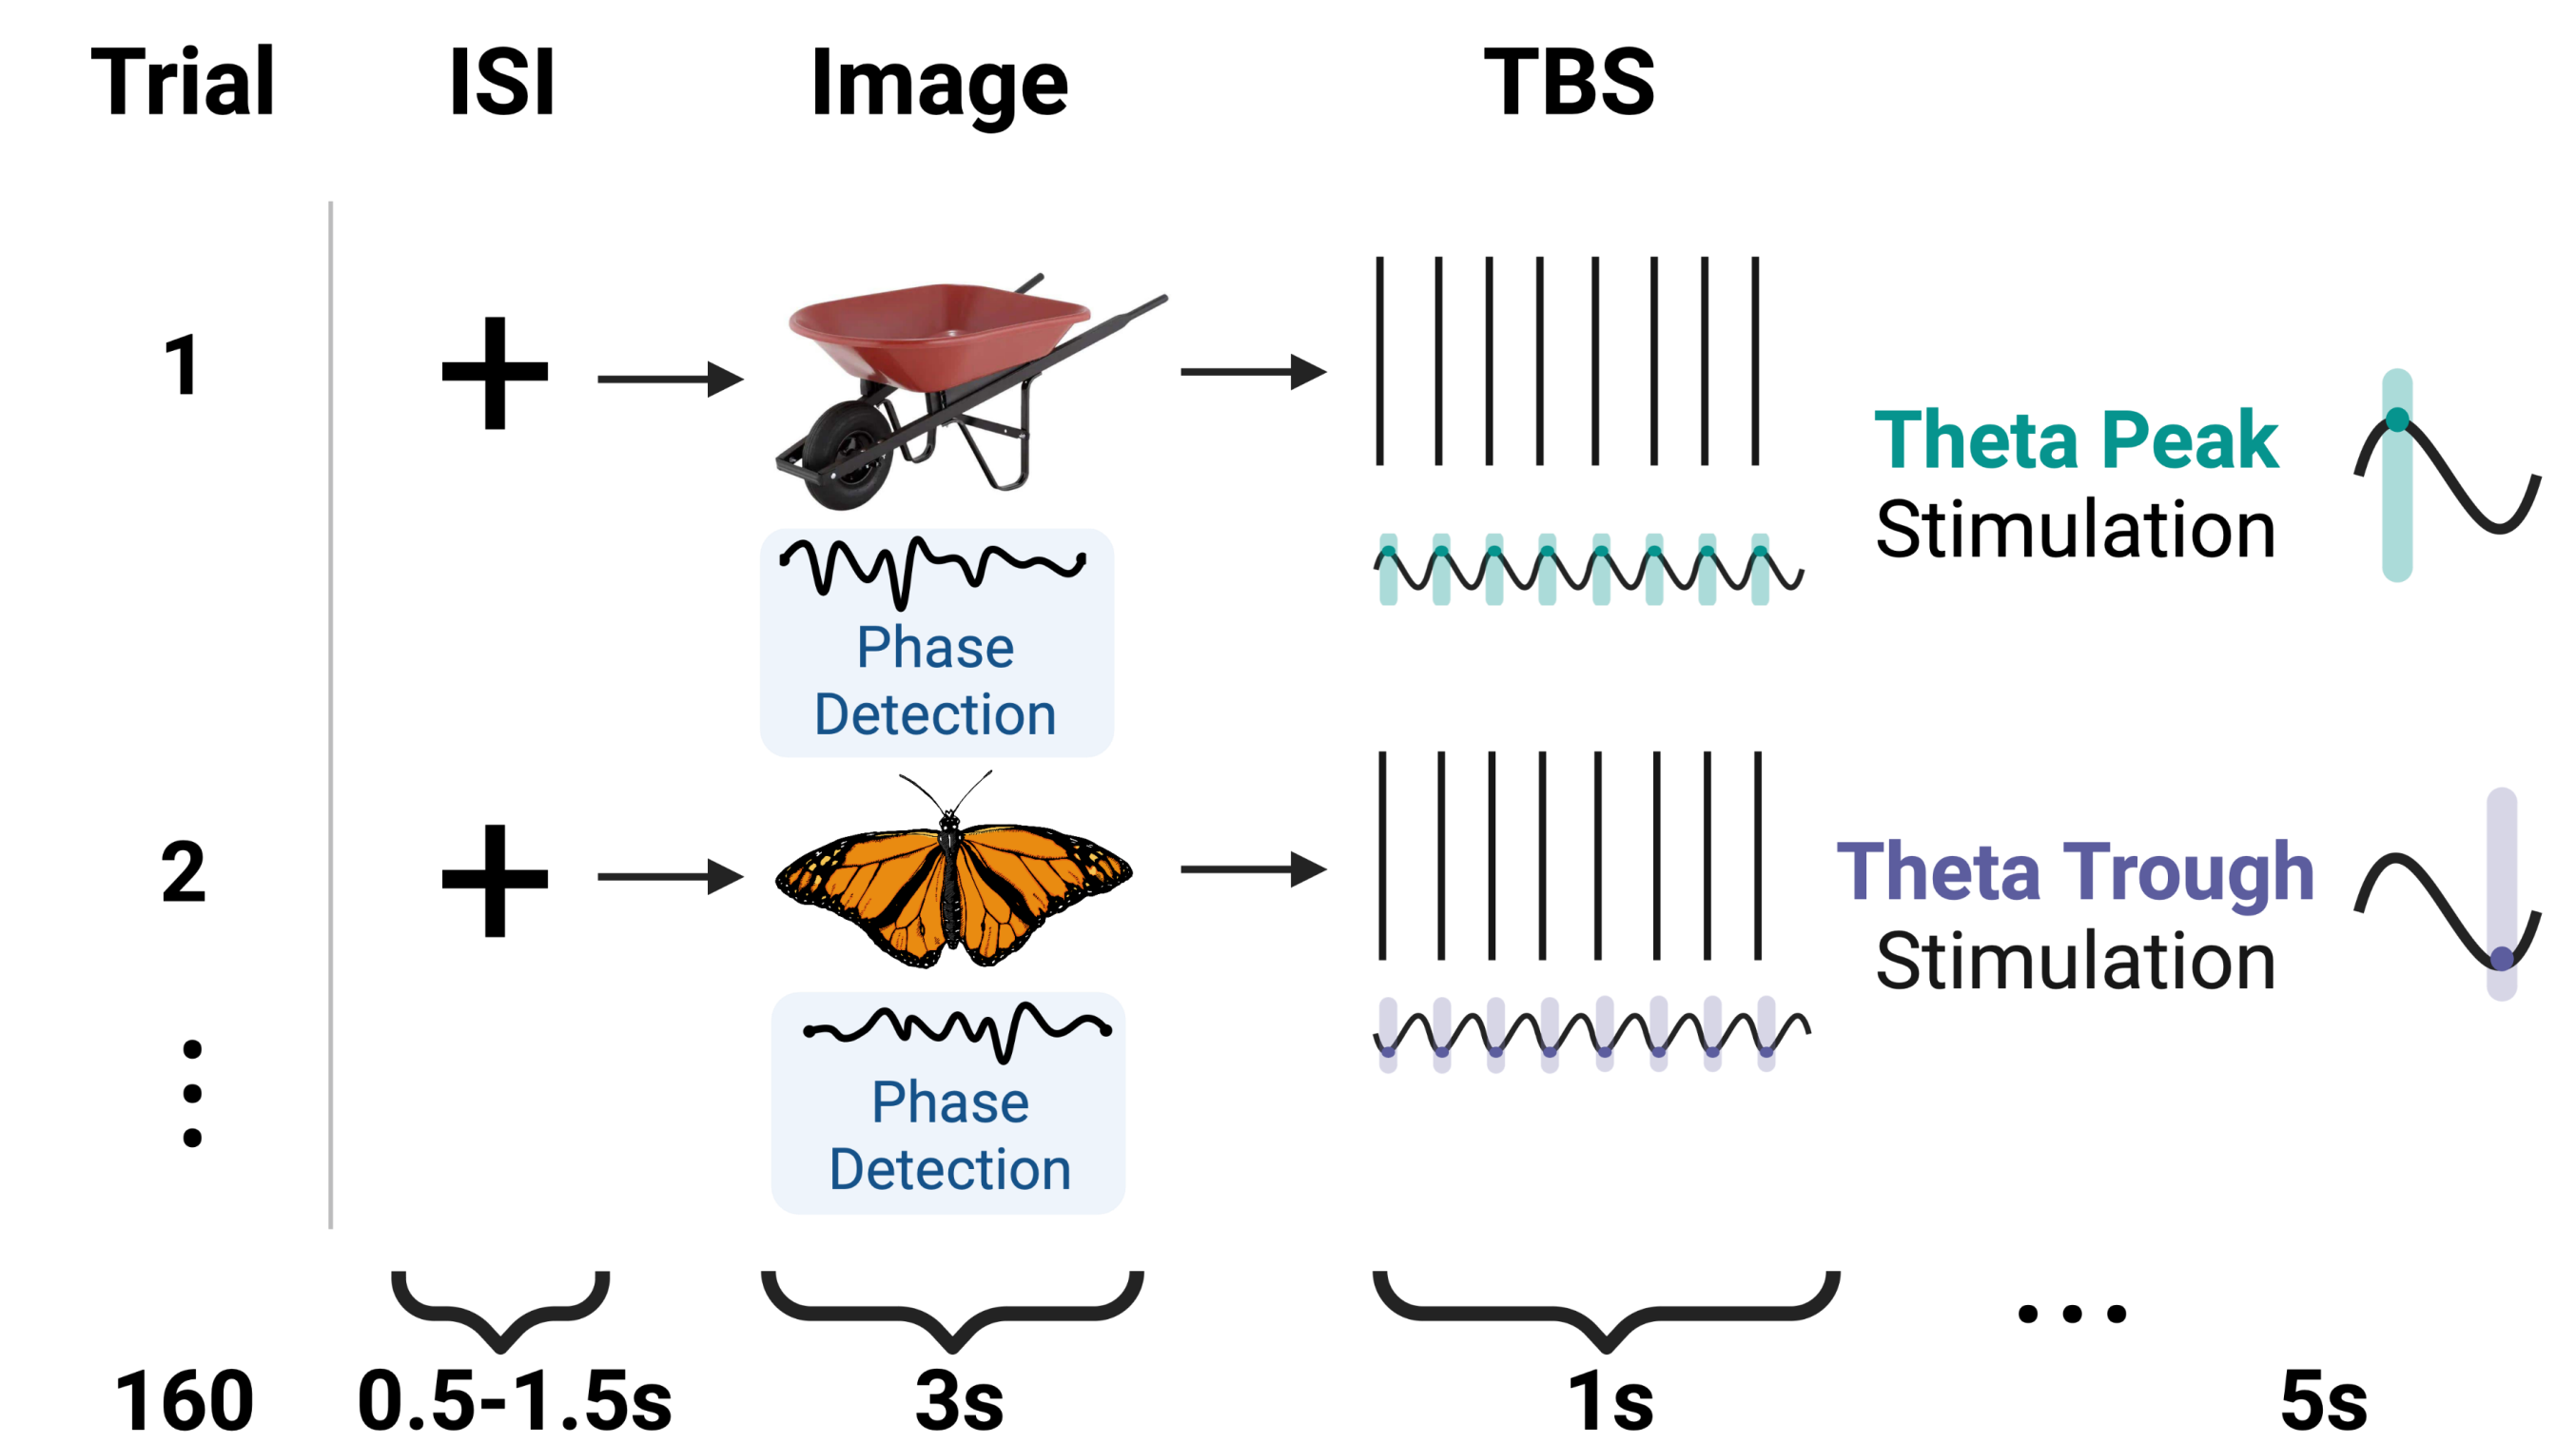 Trial ISI Image TBS
1
Theta Peak
Stimulation
Phase
Detection
2
Theta Trough
Stimulation
Phase
Detection
160 0.5-1.5s 3s 1s 5s